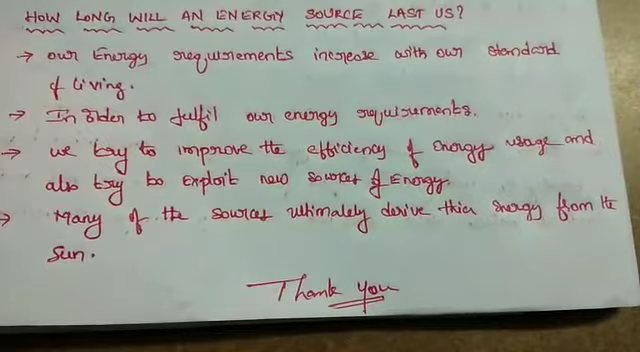 HOW LONG WILL AN ENERGY SOURCE LAST US?
→ our Energy requirements increase with our standard
of living.
→ In order to fulfil our energy requirements.
→ we try to improve the efficiency of energy usage and
also try to exploit new sources of Energy.
→ Many of the sources ultimately derive their energy from the
Sun.
Thank you